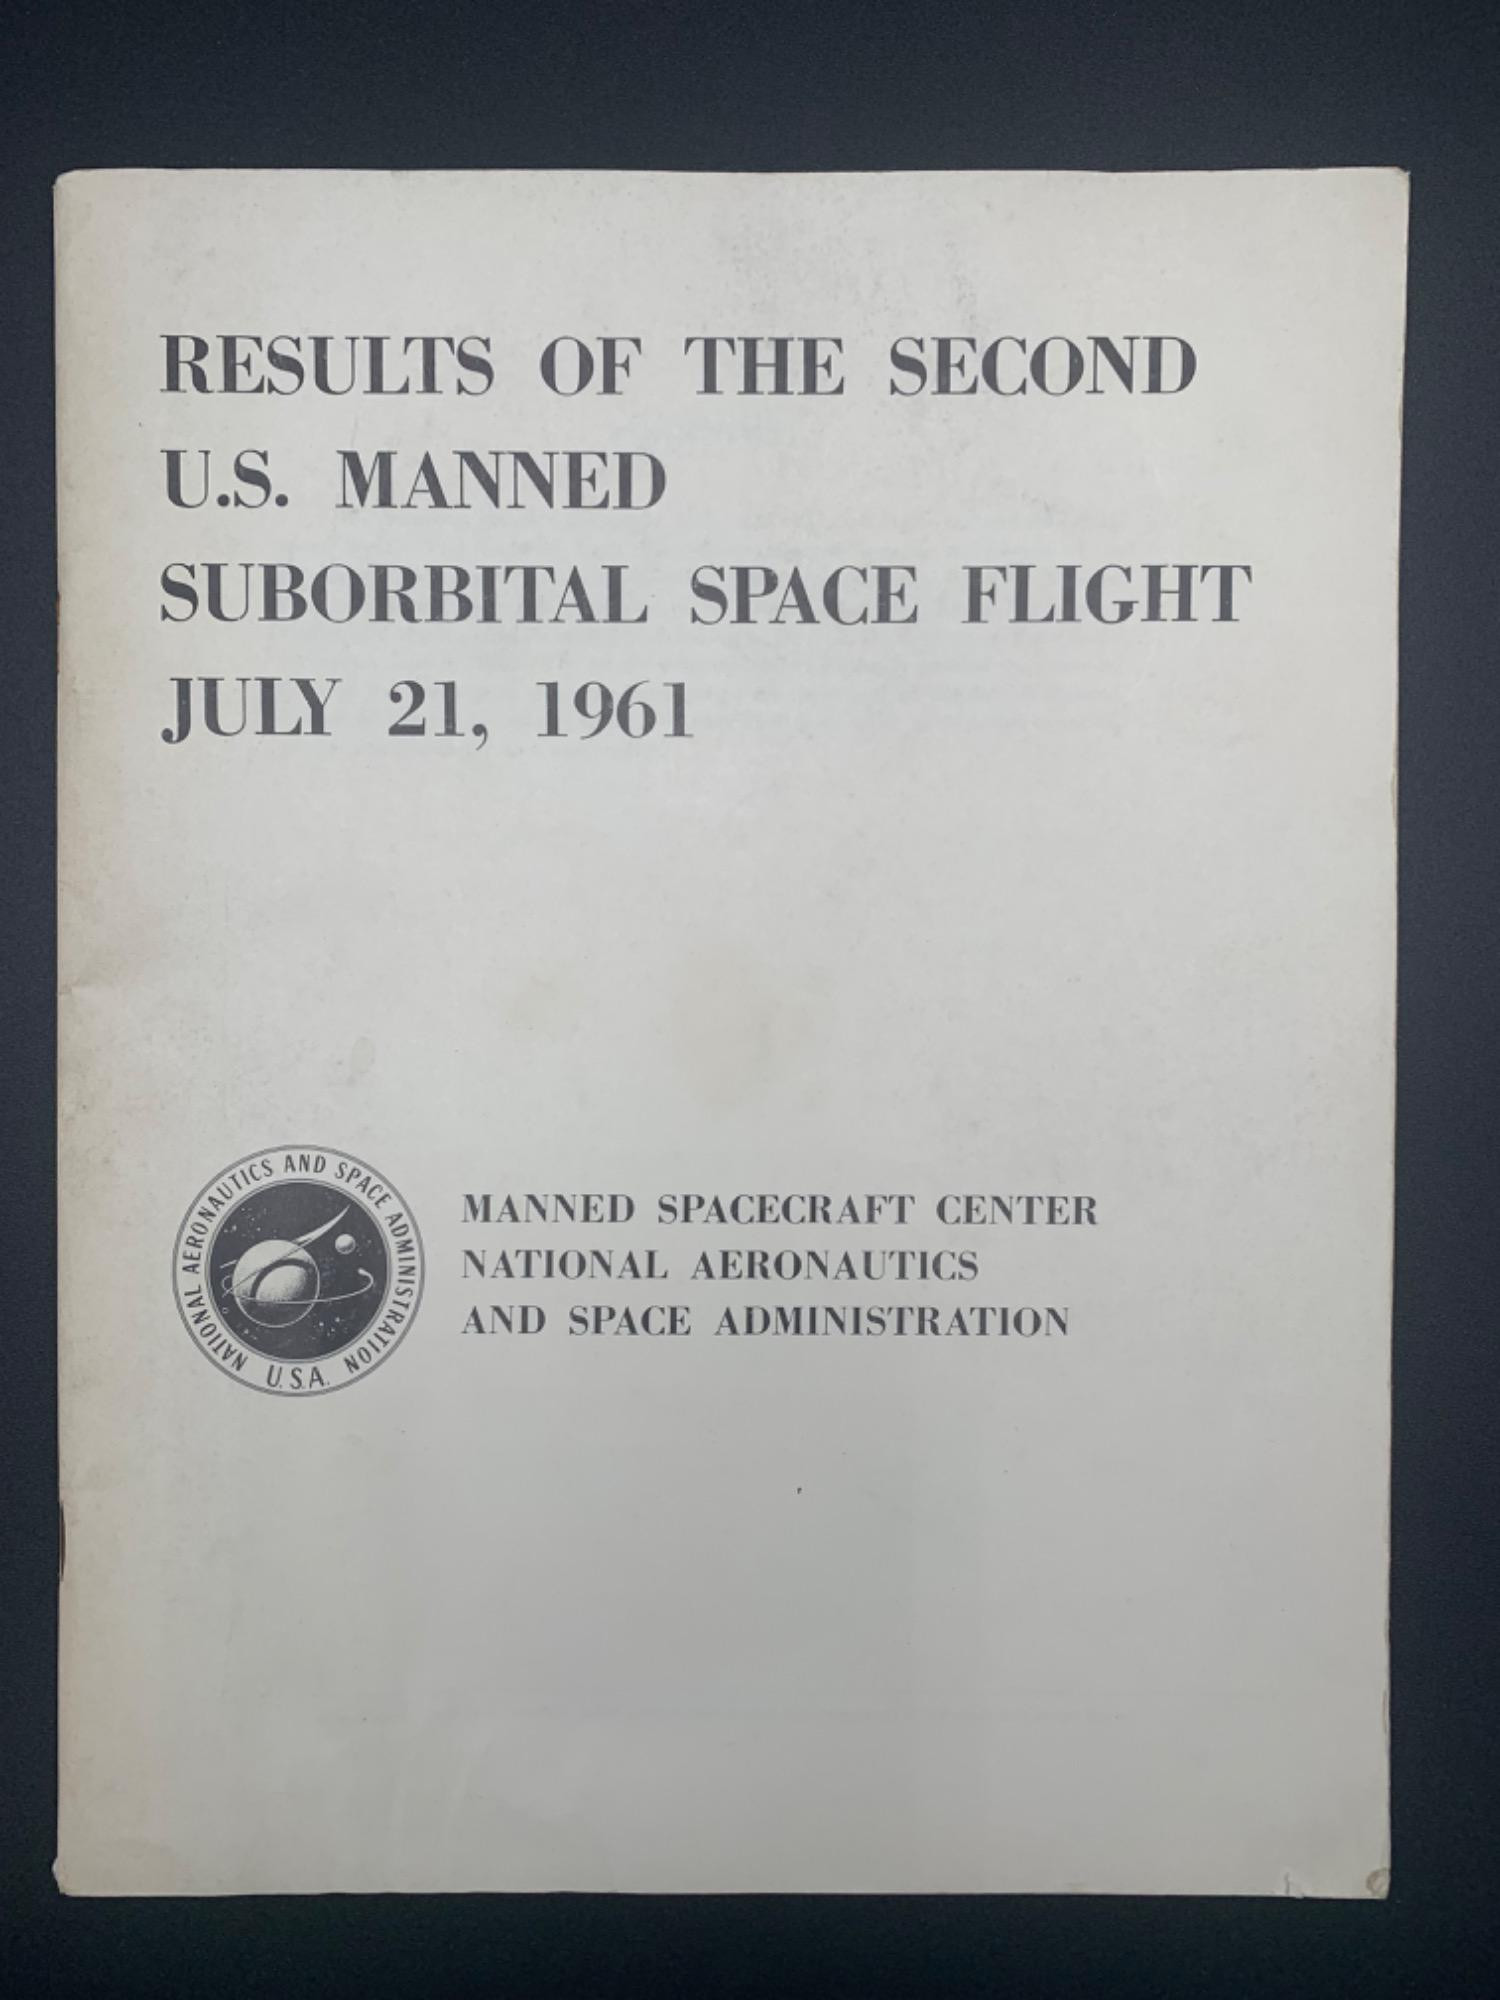 RESULTS OF THE SECOND
U.S. MANNED
SUBORBITAL SPACE FLIGHT
JULY 21, 1961
NATIONAL AERONAUTICS AND SPACE ADMINISTRATION
U.S.A.
MANNED SPACECRAFT CENTER
NATIONAL AERONAUTICS
AND SPACE ADMINISTRATION